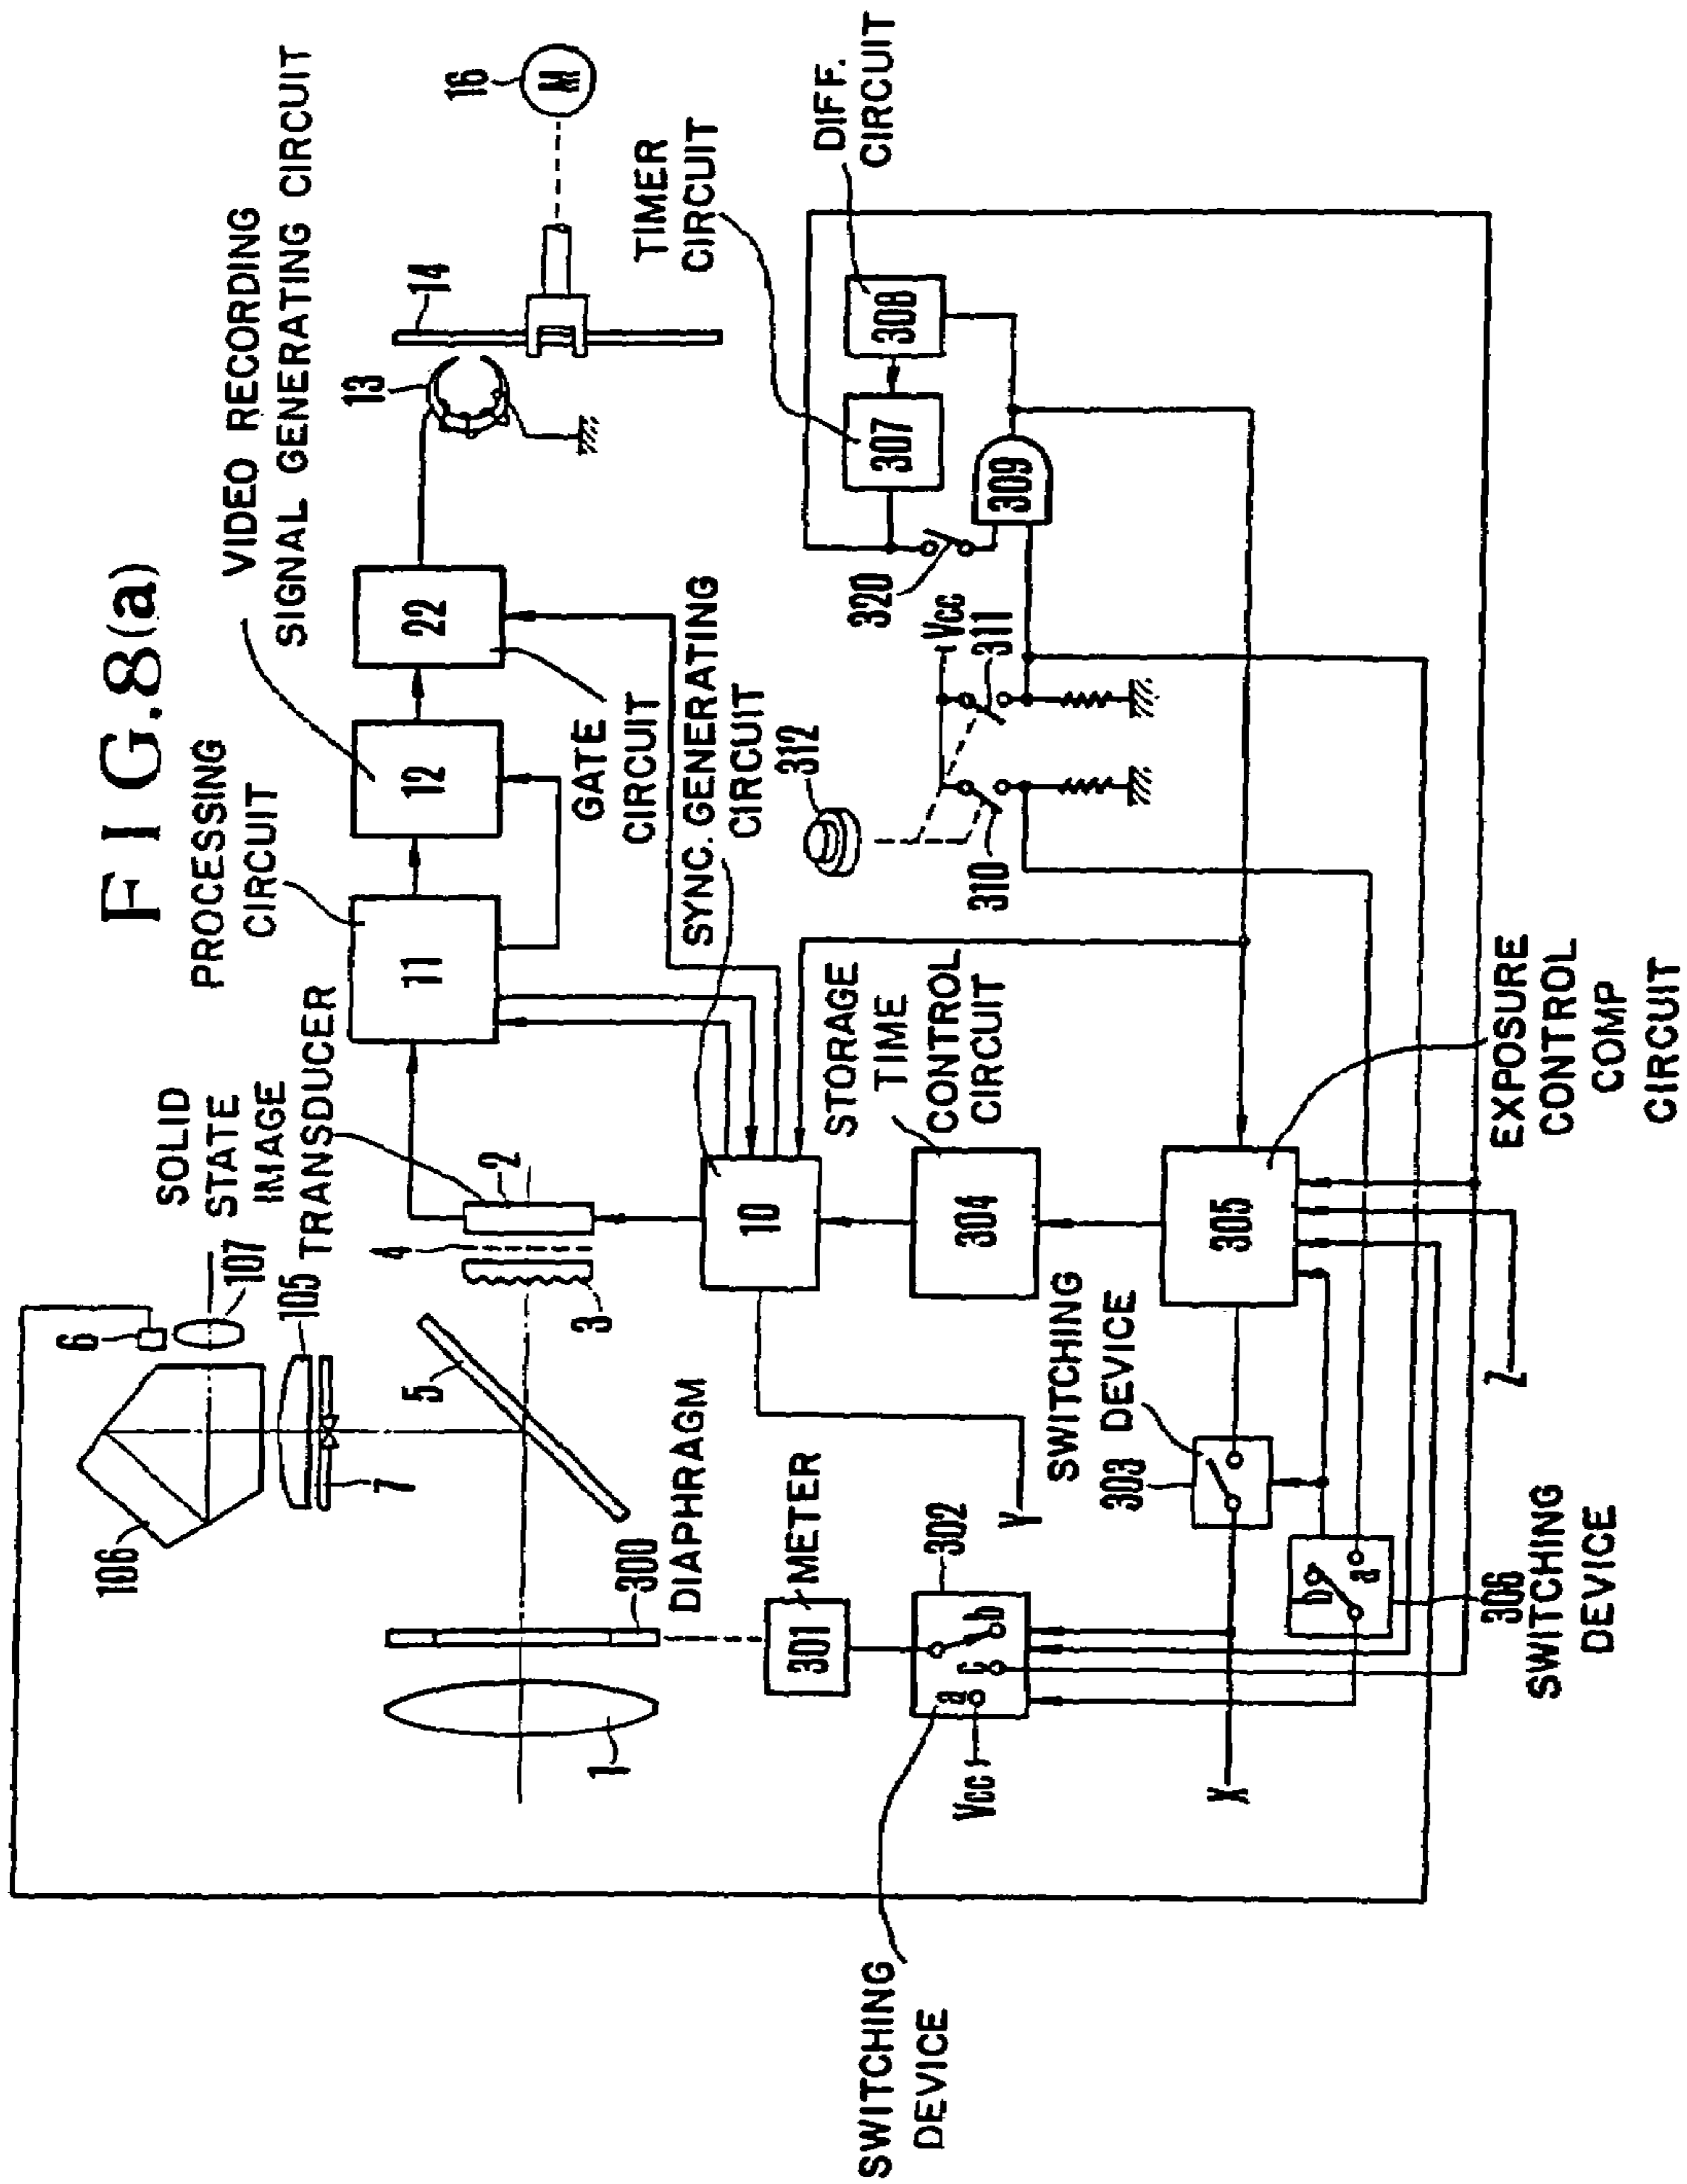 FIG.8(a)
VIDEO RECORDING
SIGNAL GENERATING CIRCUIT
PROCESSING
CIRCUIT
SOLID
STATE
IMAGE
TRANSDUCER
106
6
107
105
7
5
4
2
3
11
12
22
13
14
16
M
GATE
CIRCUIT
SYNC. GENERATING
CIRCUIT
TIMER
CIRCUIT
DIFF.
CIRCUIT
1
300
DIAPHRAGM
301
METER
302
a
c
b
Vcc
SWITCHING
DEVICE
10
Y
STORAGE
TIME
CONTROL
CIRCUIT
304
312
310
311
Vcc
320
307
308
309
X
303
SWITCHING
DEVICE
305
EXPOSURE
CONTROL
COMP
CIRCUIT
Z
b
a
306
SWITCHING
DEVICE